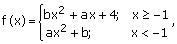 f(x) = { bx² + ax + 4; x ≥ -1,
ax² + b; x < -1